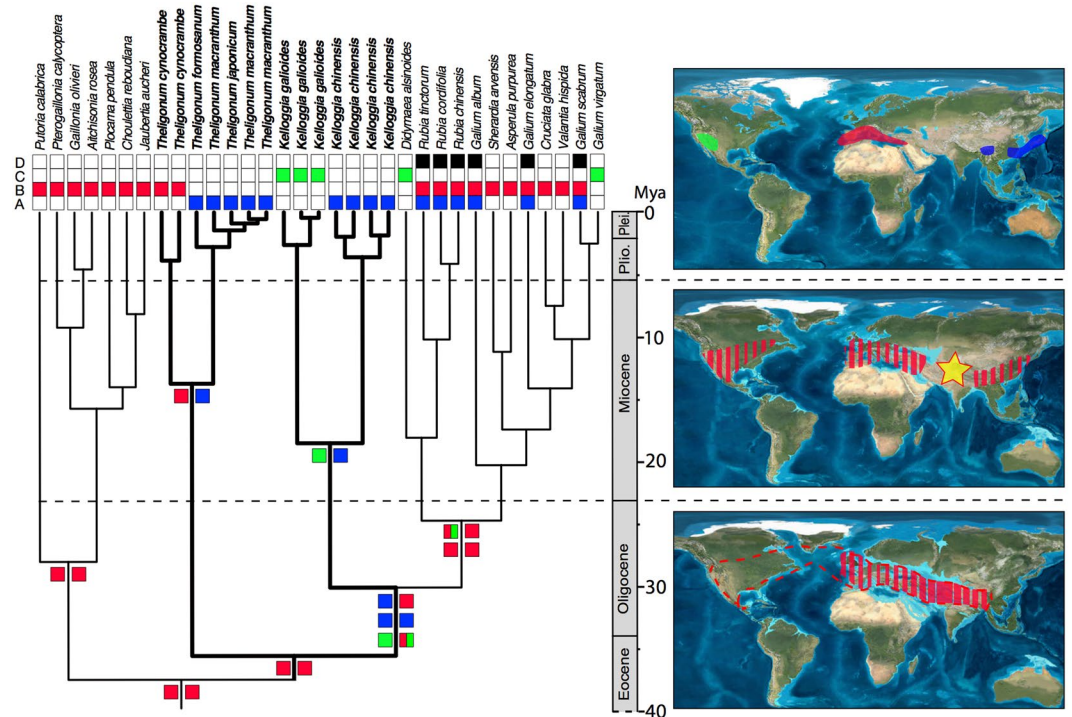 Putoria calabrica
Pterogaillonia calycoptera
Gaillonia olivieri
Aitchisonia rosea
Plocama pendula
Choulettia reboudiana
Jaubertia aucheri
Theligonum cynocrambe
Theligonum cynocrambe
Theligonum formosanum
Theligonum macranthum
Theligonum japonicum
Theligonum macranthum
Theligonum macranthum
Kelloggia galioides
Kelloggia galioides
Kelloggia galioides
Kelloggia chinensis
Kelloggia chinensis
Kelloggia chinensis
Kelloggia chinensis
Didymaea alsinoides
Rubia tinctorum
Rubia cordifolia
Rubia chinensis
Galium album
Sherardia arvensis
Asperula purpurea
Galium elongatum
Cruciata glabra
Valantia hispida
Galium scabrum
Galium virgatum
D
C
B
A
Mya
0
10
20
30
40
Plei.
Plio.
Miocene
Oligocene
Eocene